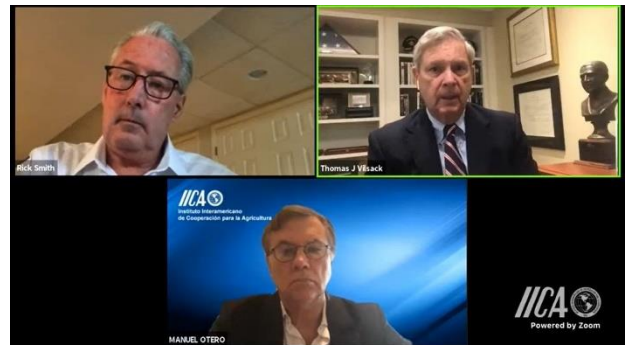 Rick Smith
Thomas J Vilsack
IICA
Instituto Interamericano
de Cooperación para la Agricultura
MANUEL OTERO
IICA
Powered by Zoom